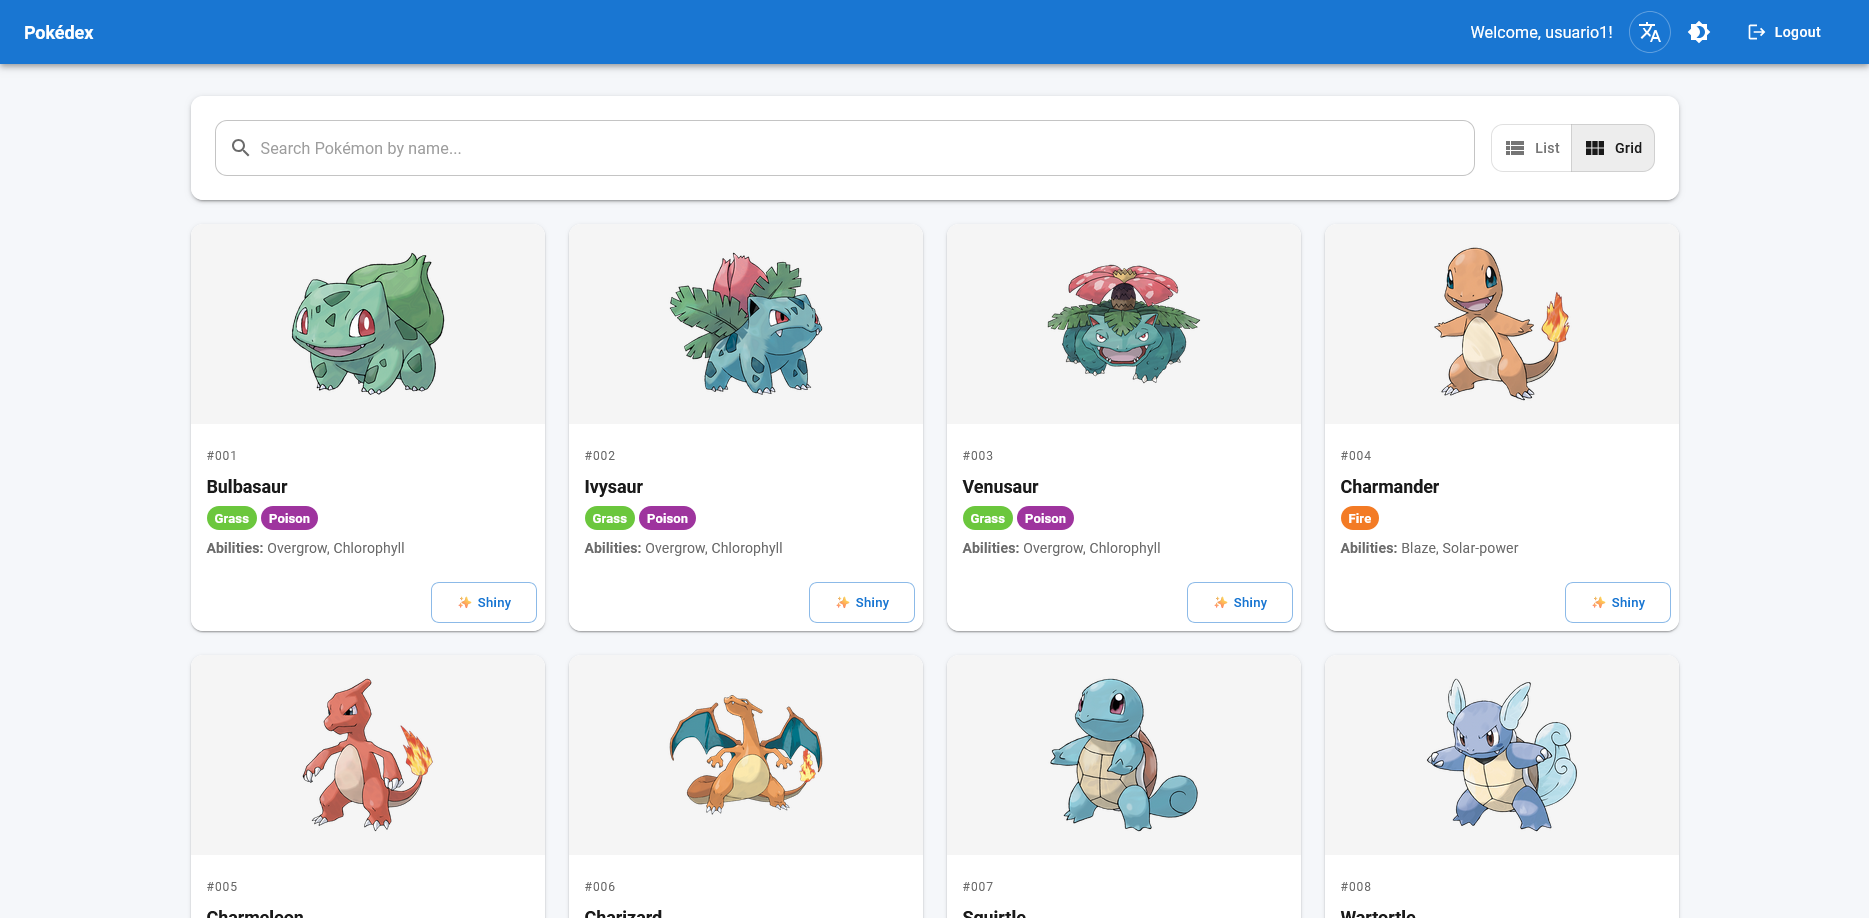 Pokédex
Welcome, usuario1!
Logout
Search Pokémon by name...
List
Grid
#001
Bulbasaur
Grass Poison
Abilities: Overgrow, Chlorophyll
✨ Shiny
#002
Ivysaur
Grass Poison
Abilities: Overgrow, Chlorophyll
✨ Shiny
#003
Venusaur
Grass Poison
Abilities: Overgrow, Chlorophyll
✨ Shiny
#004
Charmander
Fire
Abilities: Blaze, Solar-power
✨ Shiny
#005
Charmeleon
#006
Charizard
#007
Squirtle
#008
Wartortle